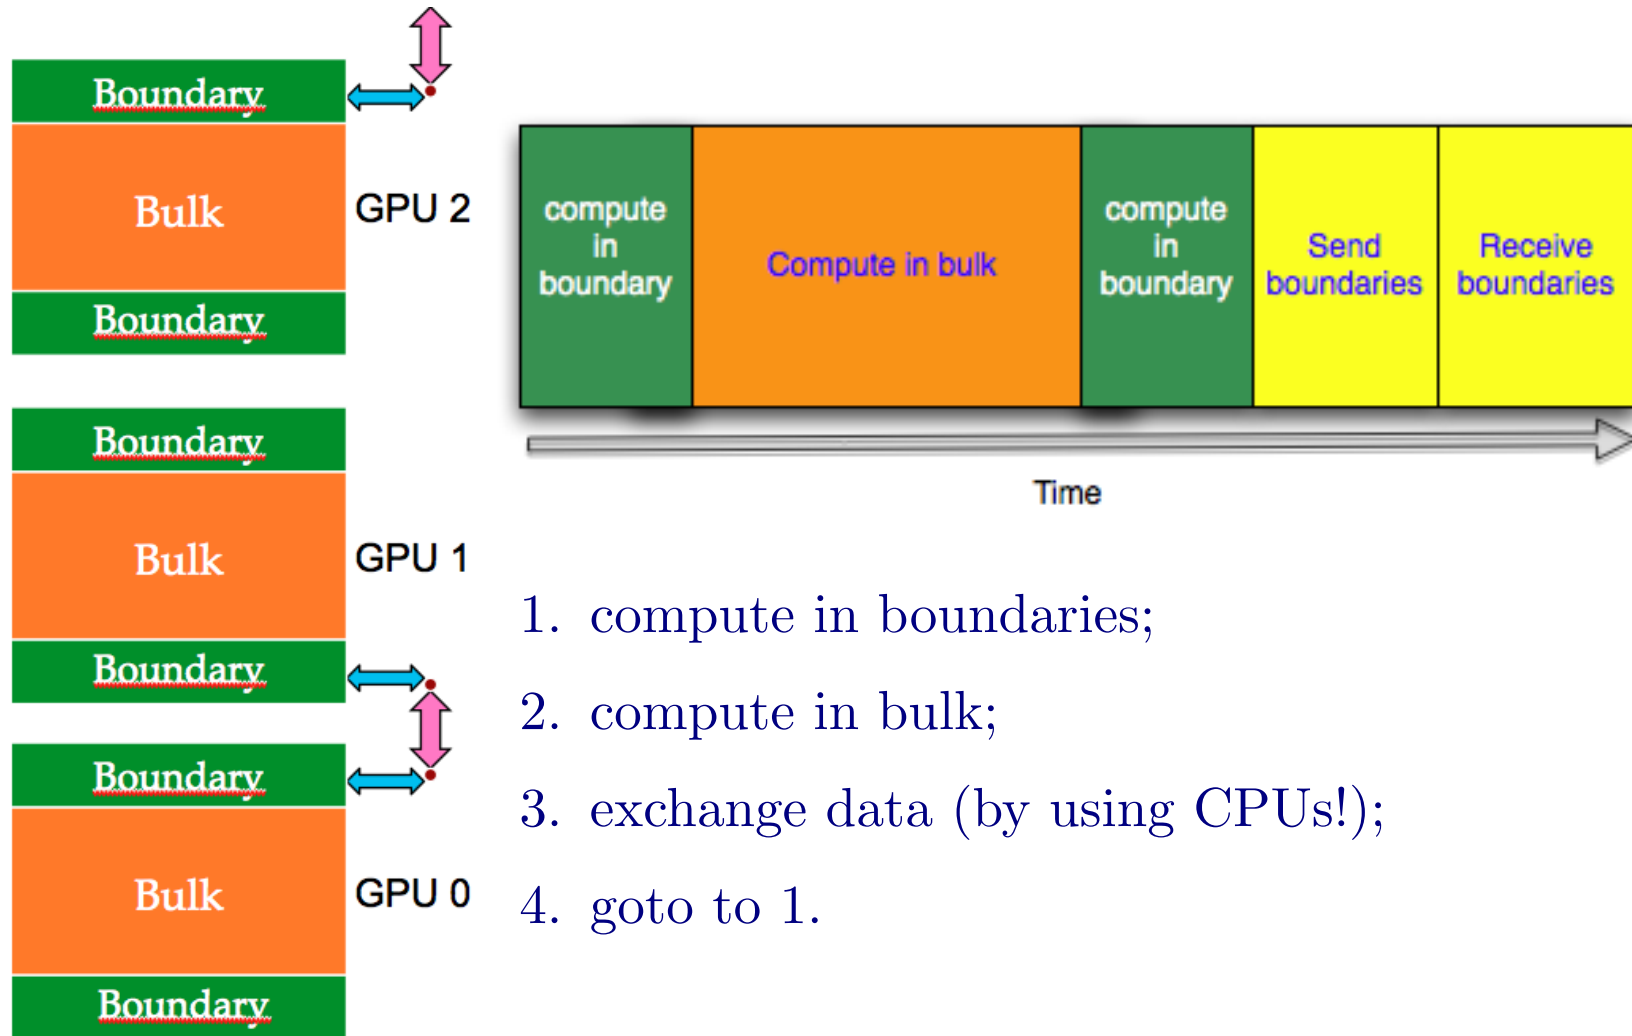 Boundary
Bulk
GPU 2
Boundary
Boundary
Bulk
GPU 1
Boundary
Boundary
Bulk
GPU 0
Boundary
compute
in
boundary
Compute in bulk
compute
in
boundary
Send
boundaries
Receive
boundaries
Time
1. compute in boundaries;
2. compute in bulk;
3. exchange data (by using CPUs!);
4. goto to 1.